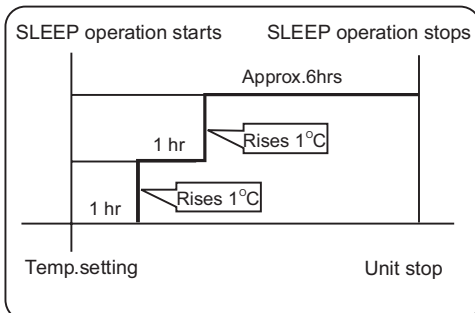 SLEEP operation starts
SLEEP operation stops
Approx.6hrs
1 hr
Rises 1°C
1 hr
Rises 1°C
Temp.setting
Unit stop